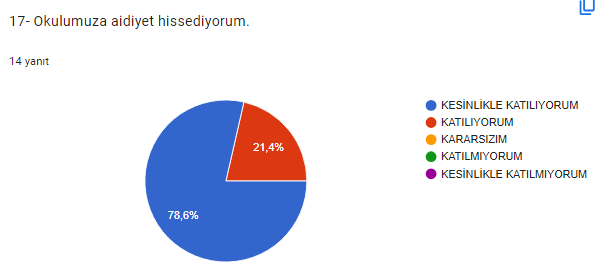 17- Okulumuza aidiyet hissediyorum.
14 yanıt
KESİNLİKLE KATILIYORUM
KATILIYORUM
KARARSIZIM
KATILMIYORUM
KESİNLİKLE KATILMIYORUM
21,4%
78,6%